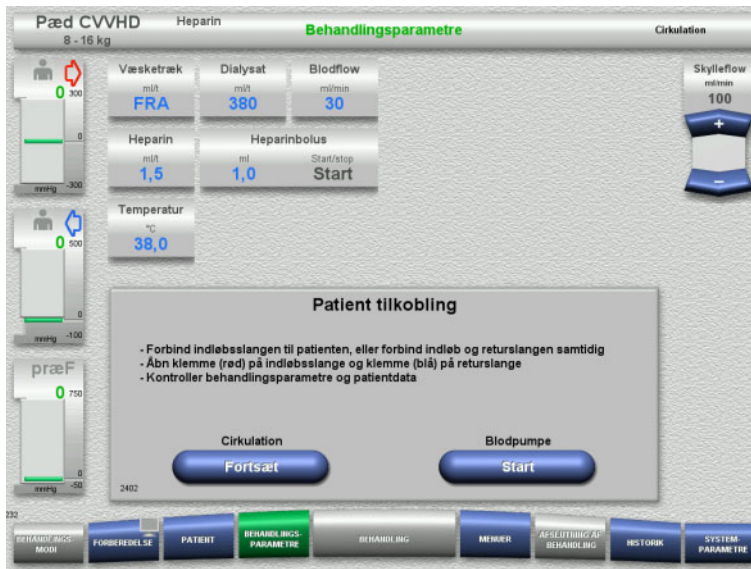 Pæd CVVHD Heparin Behandlingsparametre Cirkulation
8 - 16 kg
Væsketræk Dialysat Blodflow Skylleflow
ml/t ml/t ml/min ml/min
FRA 380 30 100
0 300
0
-300
mmHg
+
–
Heparin Heparinbolus
ml/t ml Start/stop
1,5 1,0 Start
Temperatur
°C
38,0
0 500
0
-100
mmHg
præF
0 750
0
-50
mmHg
Patient tilkobling
- Forbind indløbsslangen til patienten, eller forbind indløb og returslangen samtidig
- Åbn klemme (rød) på indløbsslange og klemme (blå) på returslange
- Kontroller behandlingsparametre og patientdata
Cirkulation Blodpumpe
Fortsæt Start
2402
232
BEHANDLINGS-
MODI
FORBEREDELSE
PATIENT
BEHANDLINGS-
PARAMETRE
BEHANDLING
MENUER
AFSLUTNING AF
BEHANDLING
HISTORIK
SYSTEM-
PARAMETRE